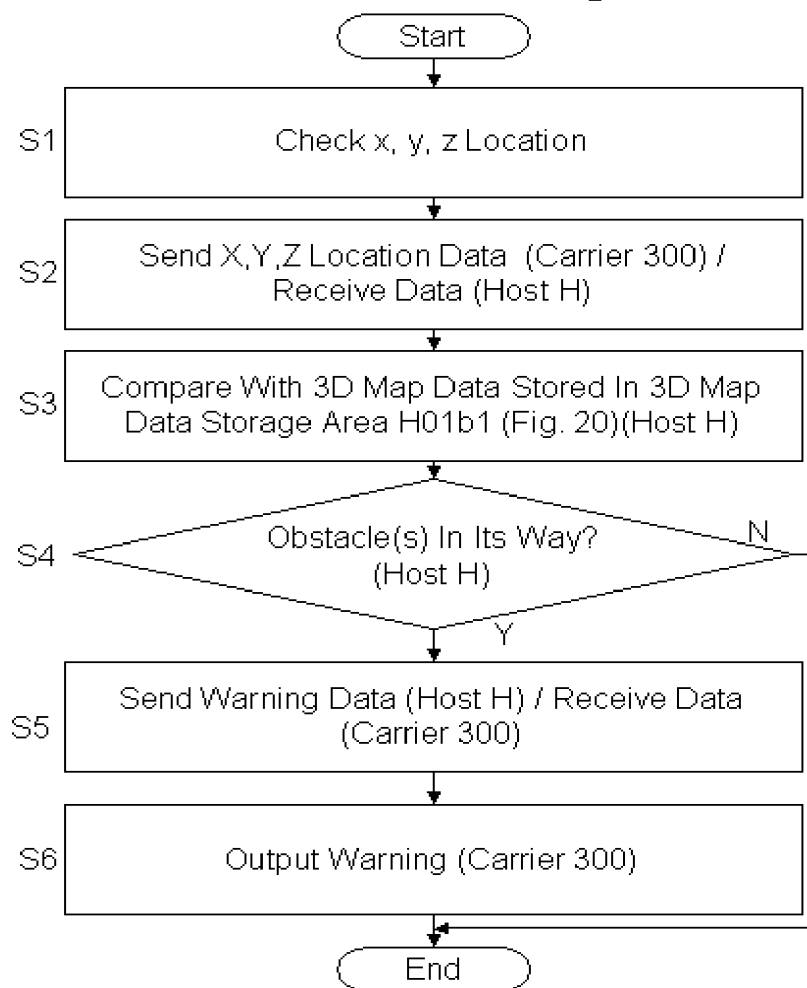 Start
S1
Check x, y, z Location
S2
Send X,Y,Z Location Data (Carrier 300) /
Receive Data (Host H)
S3
Compare With 3D Map Data Stored In 3D Map
Data Storage Area H01b1 (Fig. 20)(Host H)
S4
Obstacle(s) In Its Way?
(Host H)
N
Y
S5
Send Warning Data (Host H) / Receive Data
(Carrier 300)
S6
Output Warning (Carrier 300)
End